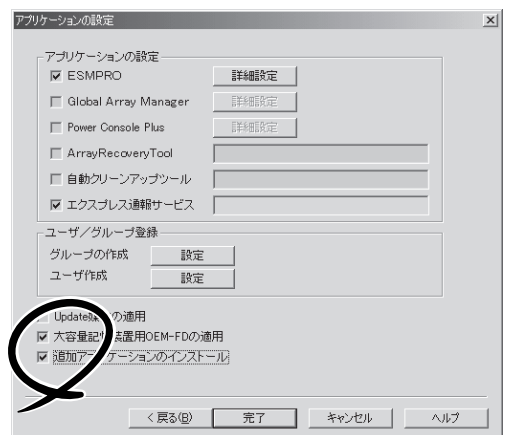 アプリケーションの設定
アプリケーションの設定
ESMPRO 詳細設定
Global Array Manager 詳細設定
Power Console Plus 詳細設定
ArrayRecoveryTool
自動クリーンアップツール
エクスプレス通報サービス
ユーザ/グループ登録
グループの作成 設定
ユーザ作成 設定
Update の適用
大容量記憶装置用OEM-FDの適用
追加アプリケーションのインストール
< 戻る(B) 完了 キャンセル ヘルプ